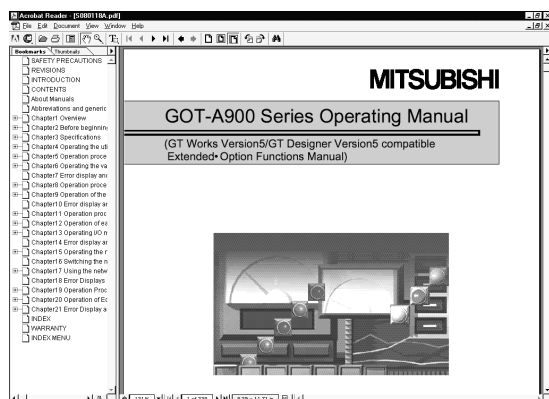 Acrobat Reader - [S080118A.pdf]
File Edit Document View Window Help
Bookmarks Thumbnails
SAFETY PRECAUTIONS
REVISIONS
INTRODUCTION
CONTENTS
About Manuals
Abbreviations and generic
Chapter1 Overview
Chapter2 Before beginning
Chapter3 Specifications
Chapter4 Operating the uti
Chapter5 Operation proce
Chapter6 Operating the va
Chapter7 Error display and
Chapter8 Operation proce
Chapter9 Operation of the
Chapter10 Error display ar
Chapter11 Operation proc
Chapter12 Operation of ea
Chapter13 Operating I/O m
Chapter14 Error display ar
Chapter15 Operating the r
Chapter16 Switching the n
Chapter17 Using the netw
Chapter18 Error Displays
Chapter19 Operation Proc
Chapter20 Operation of Ec
Chapter21 Error Display a
INDEX
WARRANTY
INDEX MENU
MITSUBISHI
GOT-A900 Series Operating Manual
(GT Works Version5/GT Designer Version5 compatible
Extended•Option Functions Manual)